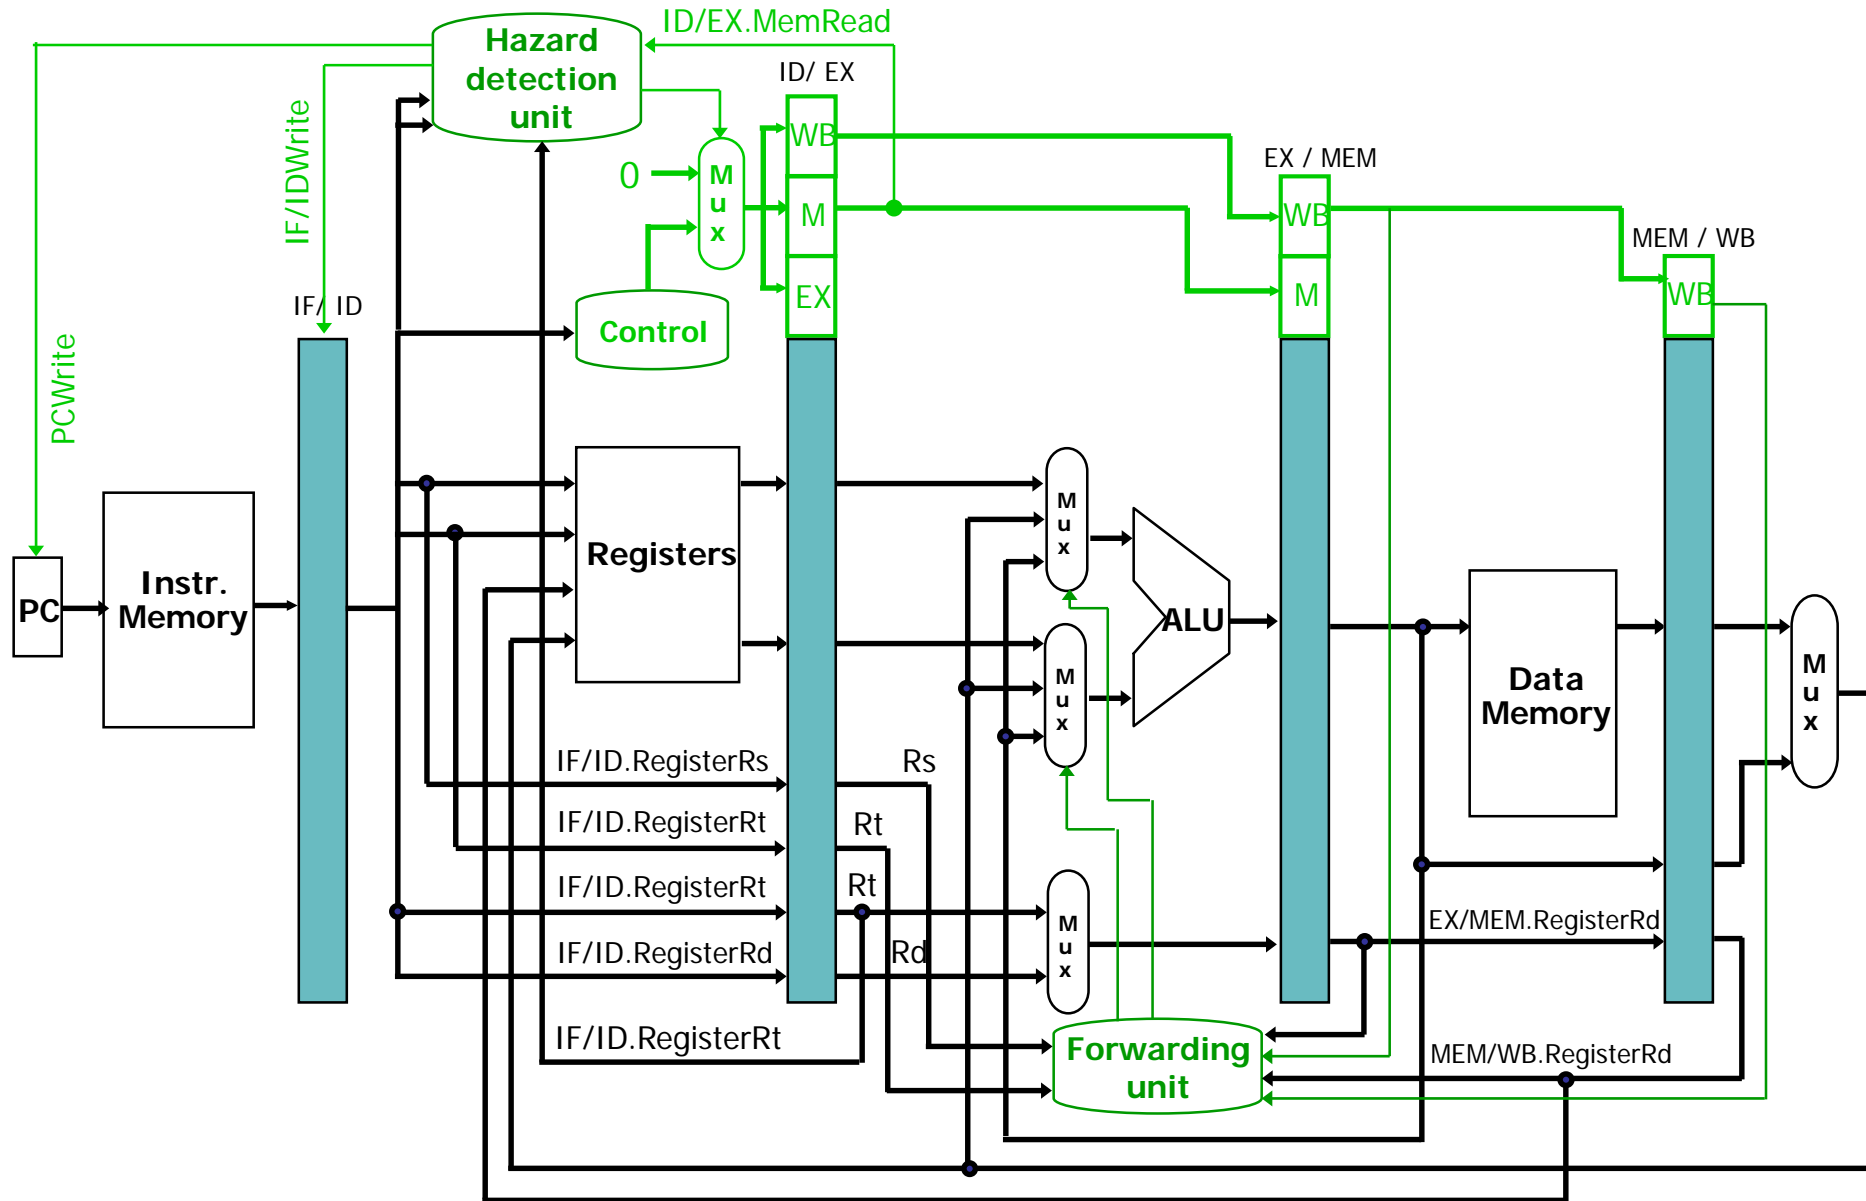 ID/EX.MemRead
Hazard
detection
unit
ID/ EX
IF/IDWrite
PCWrite
WB
M
EX
0
M
u
x
EX / MEM
WB
M
MEM / WB
WB
IF/ ID
Control
PC
Instr.
Memory
Registers
M
u
x
M
u
x
ALU
Data
Memory
M
u
x
IF/ID.RegisterRs
Rs
IF/ID.RegisterRt
Rt
IF/ID.RegisterRt
Rt
IF/ID.RegisterRd
Rd
M
u
x
EX/MEM.RegisterRd
IF/ID.RegisterRt
Forwarding
unit
MEM/WB.RegisterRd